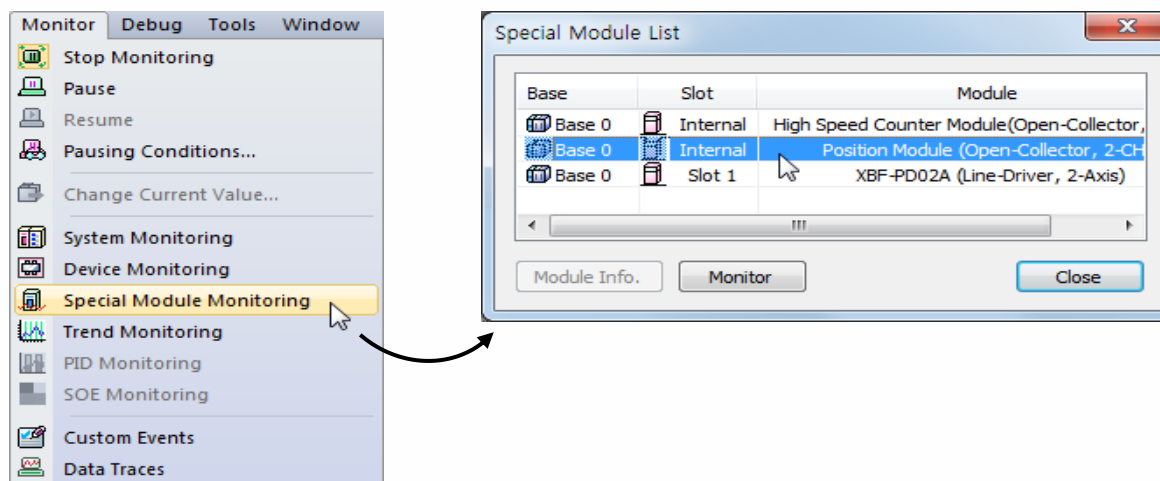 Monitor Debug Tools Window
Stop Monitoring
Pause
Resume
Pausing Conditions...
Change Current Value...
System Monitoring
Device Monitoring
Special Module Monitoring
Trend Monitoring
PID Monitoring
SOE Monitoring
Custom Events
Data Traces
Special Module List
Base Slot Module
Base 0 Internal High Speed Counter Module(Open-Collector,
Base 0 Internal Position Module (Open-Collector, 2-CH
Base 0 Slot 1 XBF-PD02A (Line-Driver, 2-Axis)
Module Info. Monitor Close